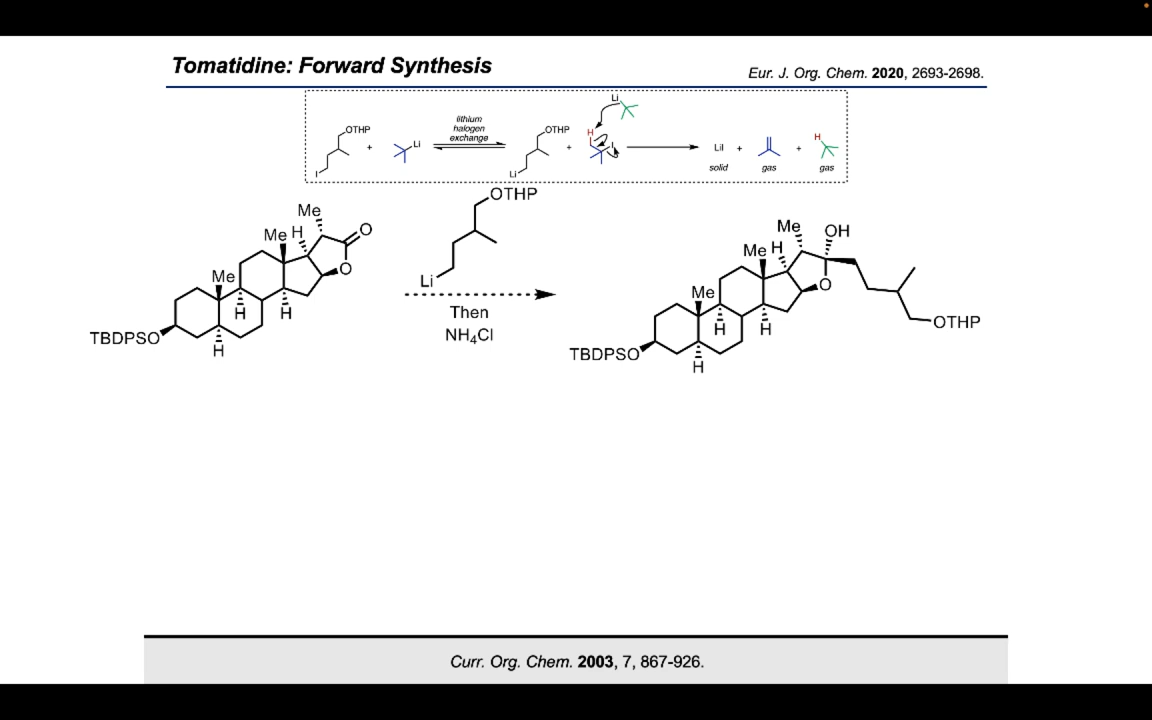 Tomatidine: Forward Synthesis
Eur. J. Org. Chem. 2020, 2693-2698.
lithium
halogen
exchange
OTHP
I
+
Li
OTHP
Li
+
H
I
Li
LiI
solid
+
gas
+
H
gas
Me
Me
H
O
O
Me
H
H
H
TBDPSO
OTHP
Li
Then
NH4Cl
Me
OH
Me
H
O
Me
H
H
H
TBDPSO
OTHP
Curr. Org. Chem. 2003, 7, 867-926.